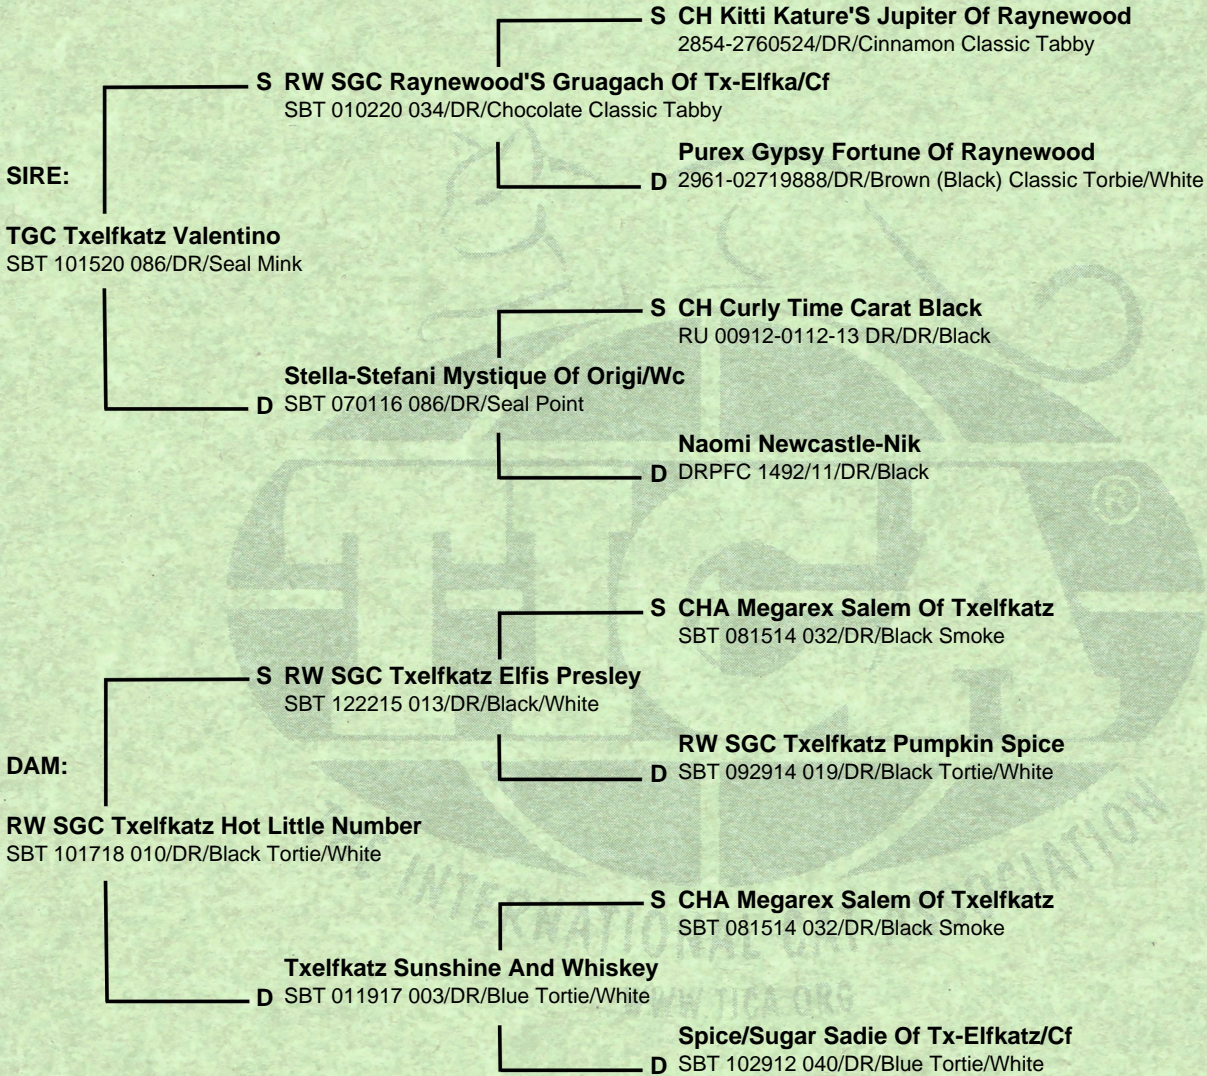 S CH Kitti Kature'S Jupiter Of Raynewood
2854-2760524/DR/Cinnamon Classic Tabby
S RW SGC Raynewood'S Gruagach Of Tx-Elfka/Cf
SBT 010220 034/DR/Chocolate Classic Tabby
Purex Gypsy Fortune Of Raynewood
D 2961-02719888/DR/Brown (Black) Classic Torbie/White
SIRE:
TGC Txelfkatz Valentino
SBT 101520 086/DR/Seal Mink
S CH Curly Time Carat Black
RU 00912-0112-13 DR/DR/Black
Stella-Stefani Mystique Of Origi/Wc
D SBT 070116 086/DR/Seal Point
Naomi Newcastle-Nik
D DRPFC 1492/11/DR/Black
TICA
®
S CHA Megarex Salem Of Txelfkatz
SBT 081514 032/DR/Black Smoke
S RW SGC Txelfkatz Elfis Presley
SBT 122215 013/DR/Black/White
RW SGC Txelfkatz Pumpkin Spice
D SBT 092914 019/DR/Black Tortie/White
DAM:
RW SGC Txelfkatz Hot Little Number
SBT 101718 010/DR/Black Tortie/White
THE INTERNATIONAL CAT ASSOCIATION
S CHA Megarex Salem Of Txelfkatz
SBT 081514 032/DR/Black Smoke
Txelfkatz Sunshine And Whiskey
D SBT 011917 003/DR/Blue Tortie/White
WWW.TICA.ORG
Spice/Sugar Sadie Of Tx-Elfkatz/Cf
D SBT 102912 040/DR/Blue Tortie/White